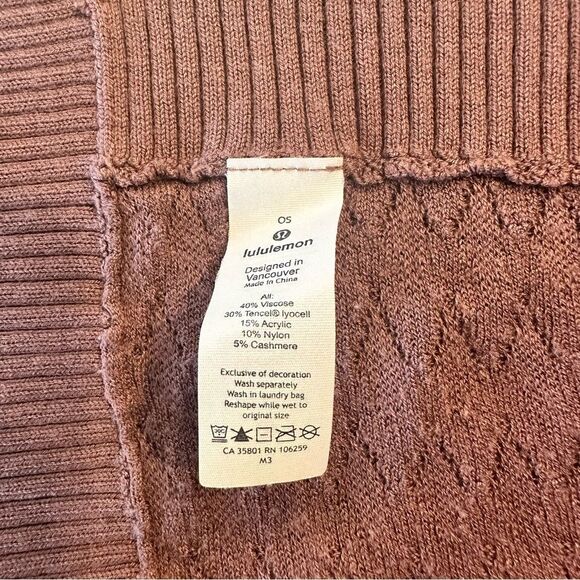 OS
lululemon
Designed in
Vancouver
Made in China
All:
40% Viscose
30% Tencel® lyocell
15% Acrylic
10% Nylon
5% Cashmere
Exclusive of decoration
Wash separately
Wash in laundry bag
Reshape while wet to
original size
CA 35801 RN 106259
M3